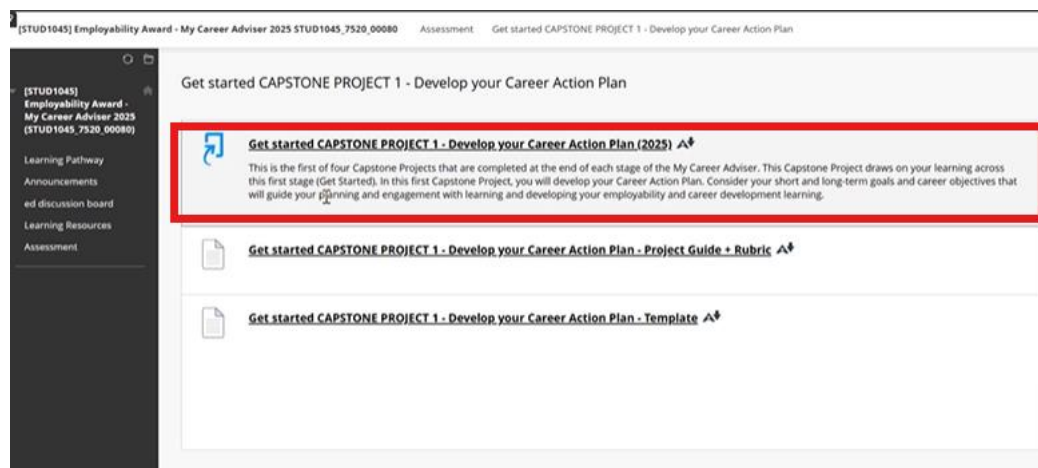 [STUD1045] Employability Award - My Career Adviser 2025 STUD1045_7520_00080 Assessment Get started CAPSTONE PROJECT 1 - Develop your Career Action Plan
[STUD1045]
Employability Award -
My Career Adviser 2025
(STUD1045_7520_00080)
Learning Pathway
Announcements
ed discussion board
Learning Resources
Assessment
Get started CAPSTONE PROJECT 1 - Develop your Career Action Plan
Get started CAPSTONE PROJECT 1 - Develop your Career Action Plan (2025)
This is the first of four Capstone Projects that are completed at the end of each stage of the My Career Adviser. This Capstone Project draws on your learning across
this first stage (Get Started). In this first Capstone Project, you will develop your Career Action Plan. Consider your short and long-term goals and career objectives that
will guide your planning and engagement with learning and developing your employability and career development learning.
Get started CAPSTONE PROJECT 1 - Develop your Career Action Plan - Project Guide + Rubric
Get started CAPSTONE PROJECT 1 - Develop your Career Action Plan - Template